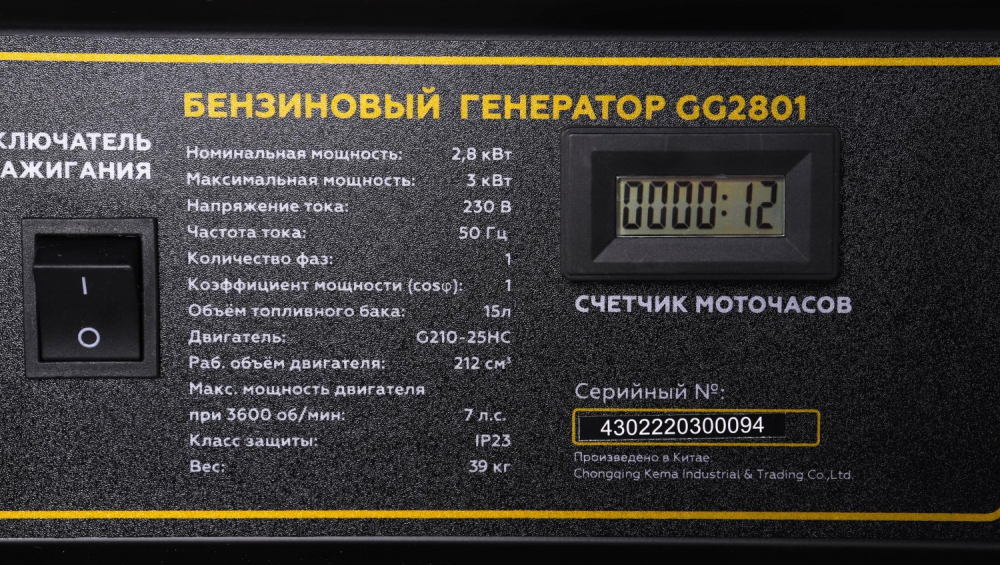 БЕНЗИНОВЫЙ ГЕНЕРАТОР GG2801
КЛЮЧАТЕЛЬ
АЖИГАНИЯ
I
O
Номинальная мощность: 2,8 кВт
Максимальная мощность: 3 кВт
Напряжение тока: 230 В
Частота тока: 50 Гц
Количество фаз: 1
Коэффициент мощности (cosφ): 1
Объём топливного бака: 15л
Двигатель: G210-25HC
Раб. объём двигателя: 212 см³
Макс. мощность двигателя
при 3600 об/мин: 7 л.с.
Класс защиты: IP23
Вес: 39 кг
0000:12
СЧЕТЧИК МОТОЧАСОВ
Серийный №:
4302220300094
Произведено в Китае:
Chongqing Kema Industrial & Trading Co.,Ltd.